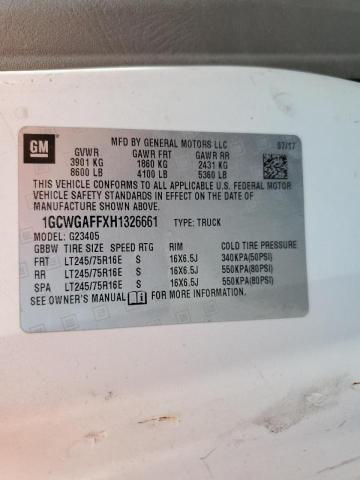 GM
MFD BY GENERAL MOTORS LLC
07/17
GVWR GAWR FRT GAWR RR
3901 KG 1860 KG 2431 KG
8600 LB 4100 LB 5360 LB
THIS VEHICLE CONFORMS TO ALL APPLICABLE U.S. FEDERAL MOTOR
VEHICLE SAFETY STANDARDS IN EFFECT ON THE DATE OF
MANUFACTURE SHOWN ABOVE.
1GCWGAFFXH1326661 TYPE: TRUCK
MODEL: G23405
GBBW TIRE SIZE SPEED RTG RIM COLD TIRE PRESSURE
FRT LT245/75R16E S 16X6.5J 340KPA(50PSI)
RR LT245/75R16E S 16X6.5J 550KPA(80PSI)
SPA LT245/75R16E S 16X6.5J 550KPA(80PSI)
SEE OWNER'S MANUAL FOR MORE INFORMATION.